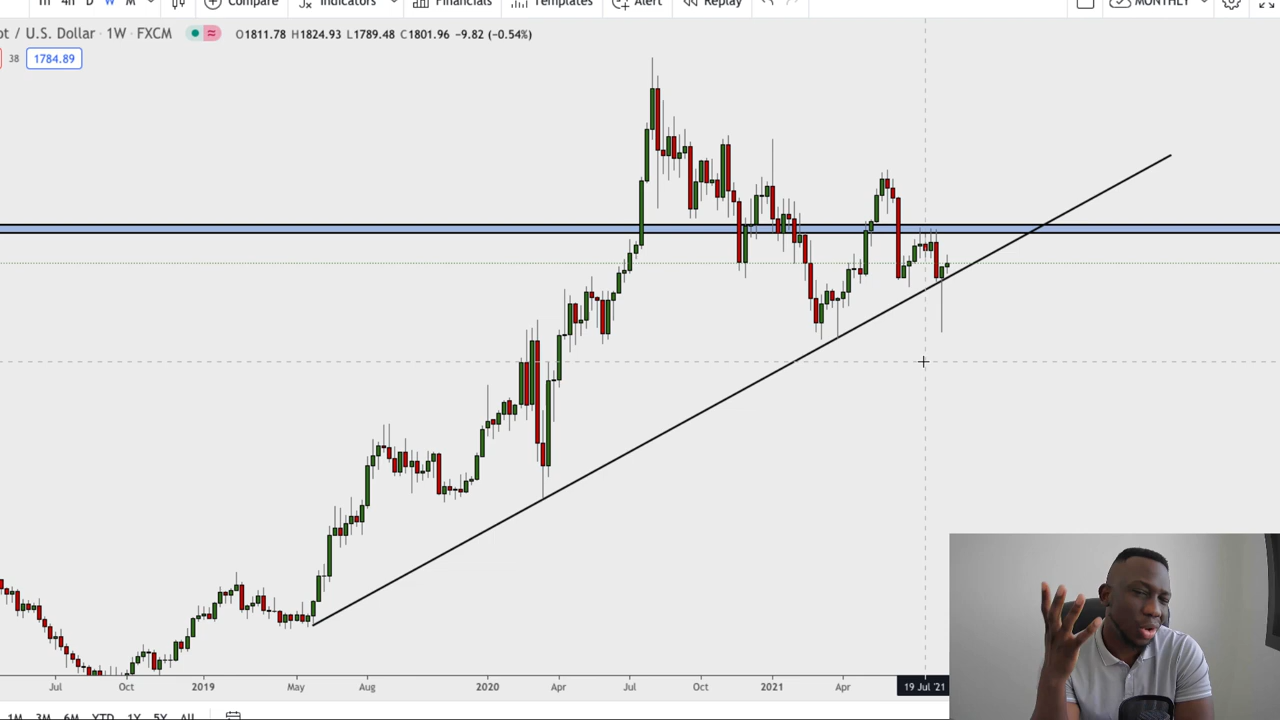 1h 4h D W M Compare Indicators Financials Templates Alert Replay MONTHLY
/ U.S. Dollar · 1W · FXCM O1811.78 H1824.93 L1789.48 C1801.96 −9.82 (−0.54%)
38 1784.89
Jul Oct 2019 May Aug 2020 Apr Jul Oct 2021 Apr 19 Jul '21
1M 3M 6M YTD 1Y 5Y All